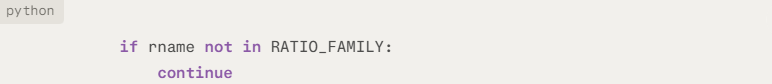 python
if rname not in RATIO_FAMILY:
continue